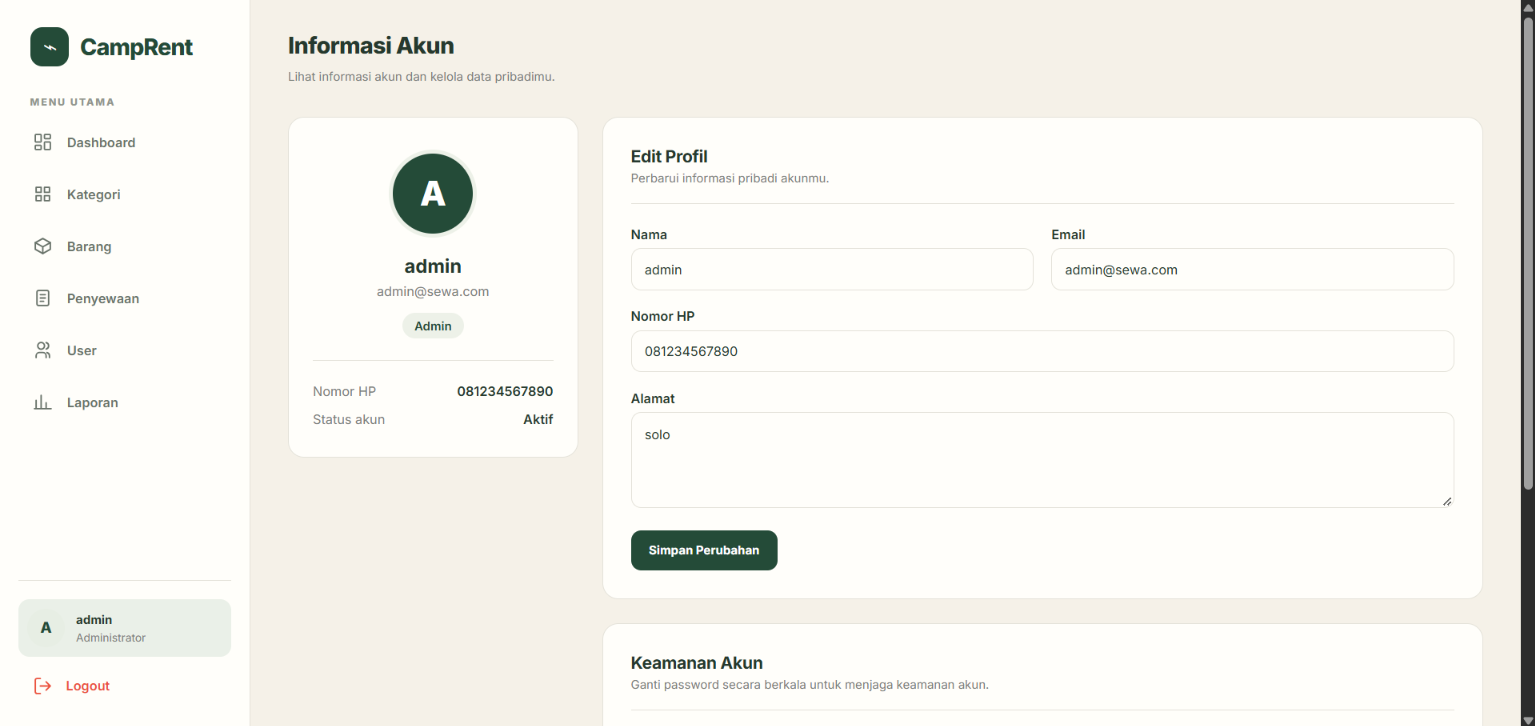 CampRent
MENU UTAMA
Dashboard
Kategori
Barang
Penyewaan
User
Laporan
A
admin
Administrator
Logout
Informasi Akun
Lihat informasi akun dan kelola data pribadimu.
A
admin
admin@sewa.com
Admin
Nomor HP 081234567890
Status akun Aktif
Edit Profil
Perbarui informasi pribadi akunmu.
Nama Email
admin admin@sewa.com
Nomor HP
081234567890
Alamat
solo
Simpan Perubahan
Keamanan Akun
Ganti password secara berkala untuk menjaga keamanan akun.